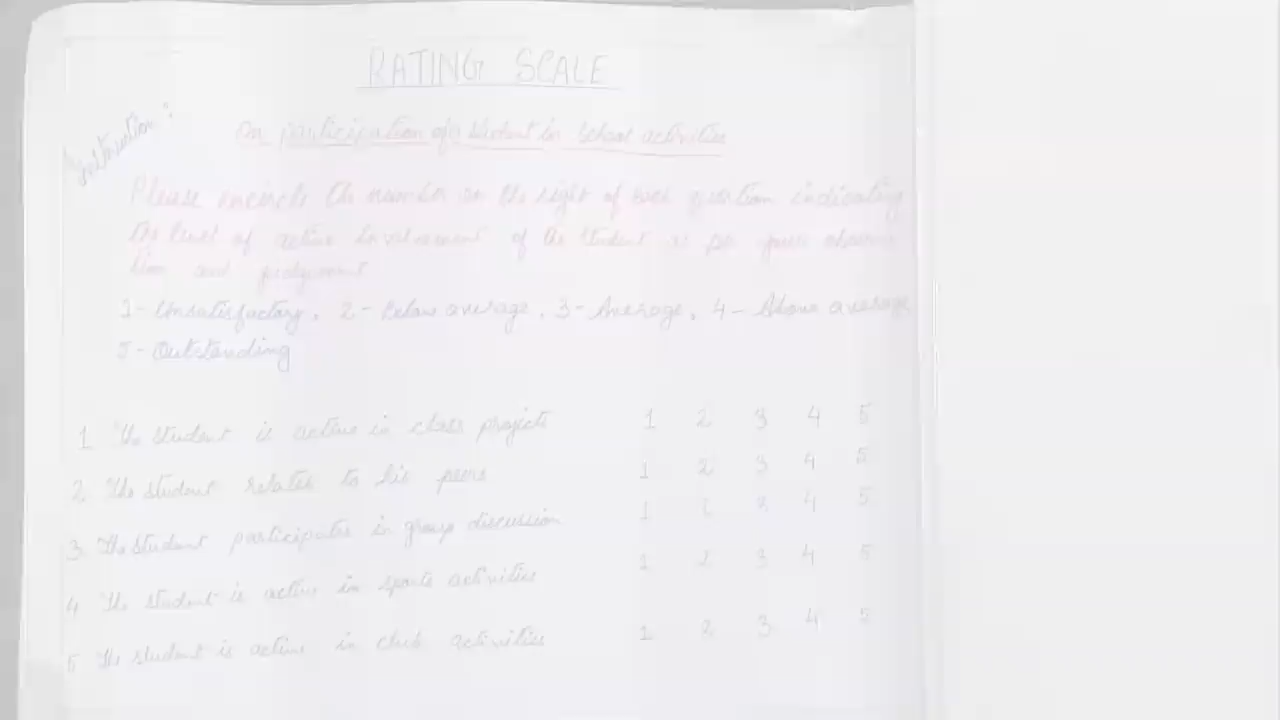 RATING SCALE
Instruction:
On participation of a student in School activities
Please encircle the number on the right of each question indicating
the level of active involvement of the student as per your observa
tion and judgement
1- Unsatisfactory, 2- Below average, 3- Average, 4- Above average
5- Outstanding
1 The student is active in class projects 1 2 3 4 5
2 The student relates to his peers 1 2 3 4 5
3 The student participates in group discussion 1 2 3 4 5
4 The student is active in sports activities 1 2 3 4 5
5 The student is active in club activities 1 2 3 4 5